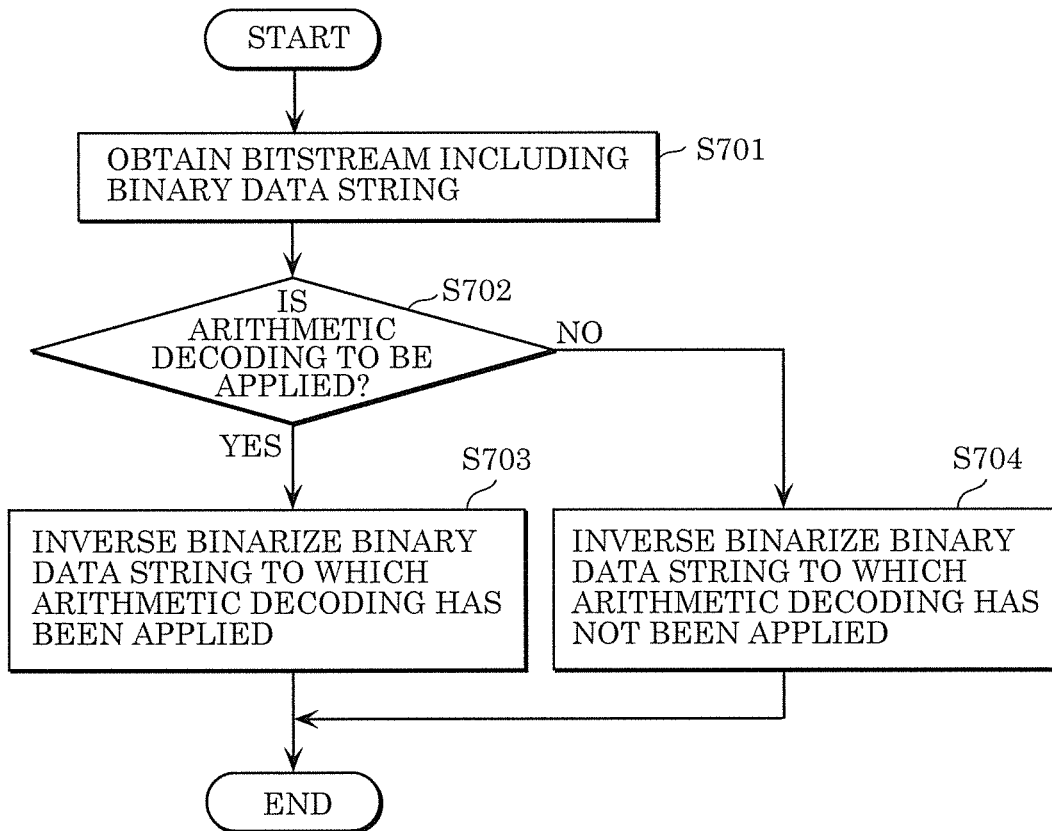 START
OBTAIN BITSTREAM INCLUDING
BINARY DATA STRING
S701
S702
IS
ARITHMETIC
DECODING TO BE
APPLIED?
NO
YES
S703
S704
INVERSE BINARIZE BINARY
DATA STRING TO WHICH
ARITHMETIC DECODING HAS
BEEN APPLIED
INVERSE BINARIZE BINARY
DATA STRING TO WHICH
ARITHMETIC DECODING HAS
NOT BEEN APPLIED
END